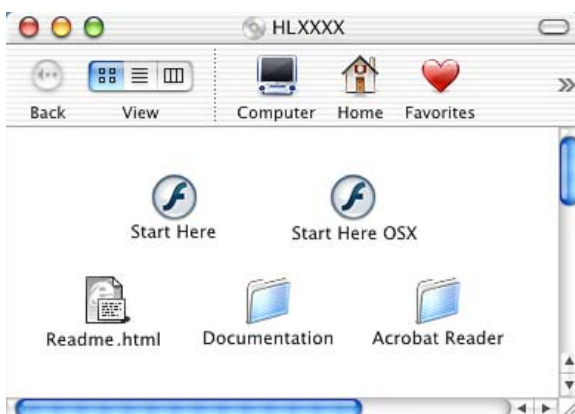 HLXXXX
Back View Computer Home Favorites
Start Here Start Here OSX
Readme.html Documentation Acrobat Reader